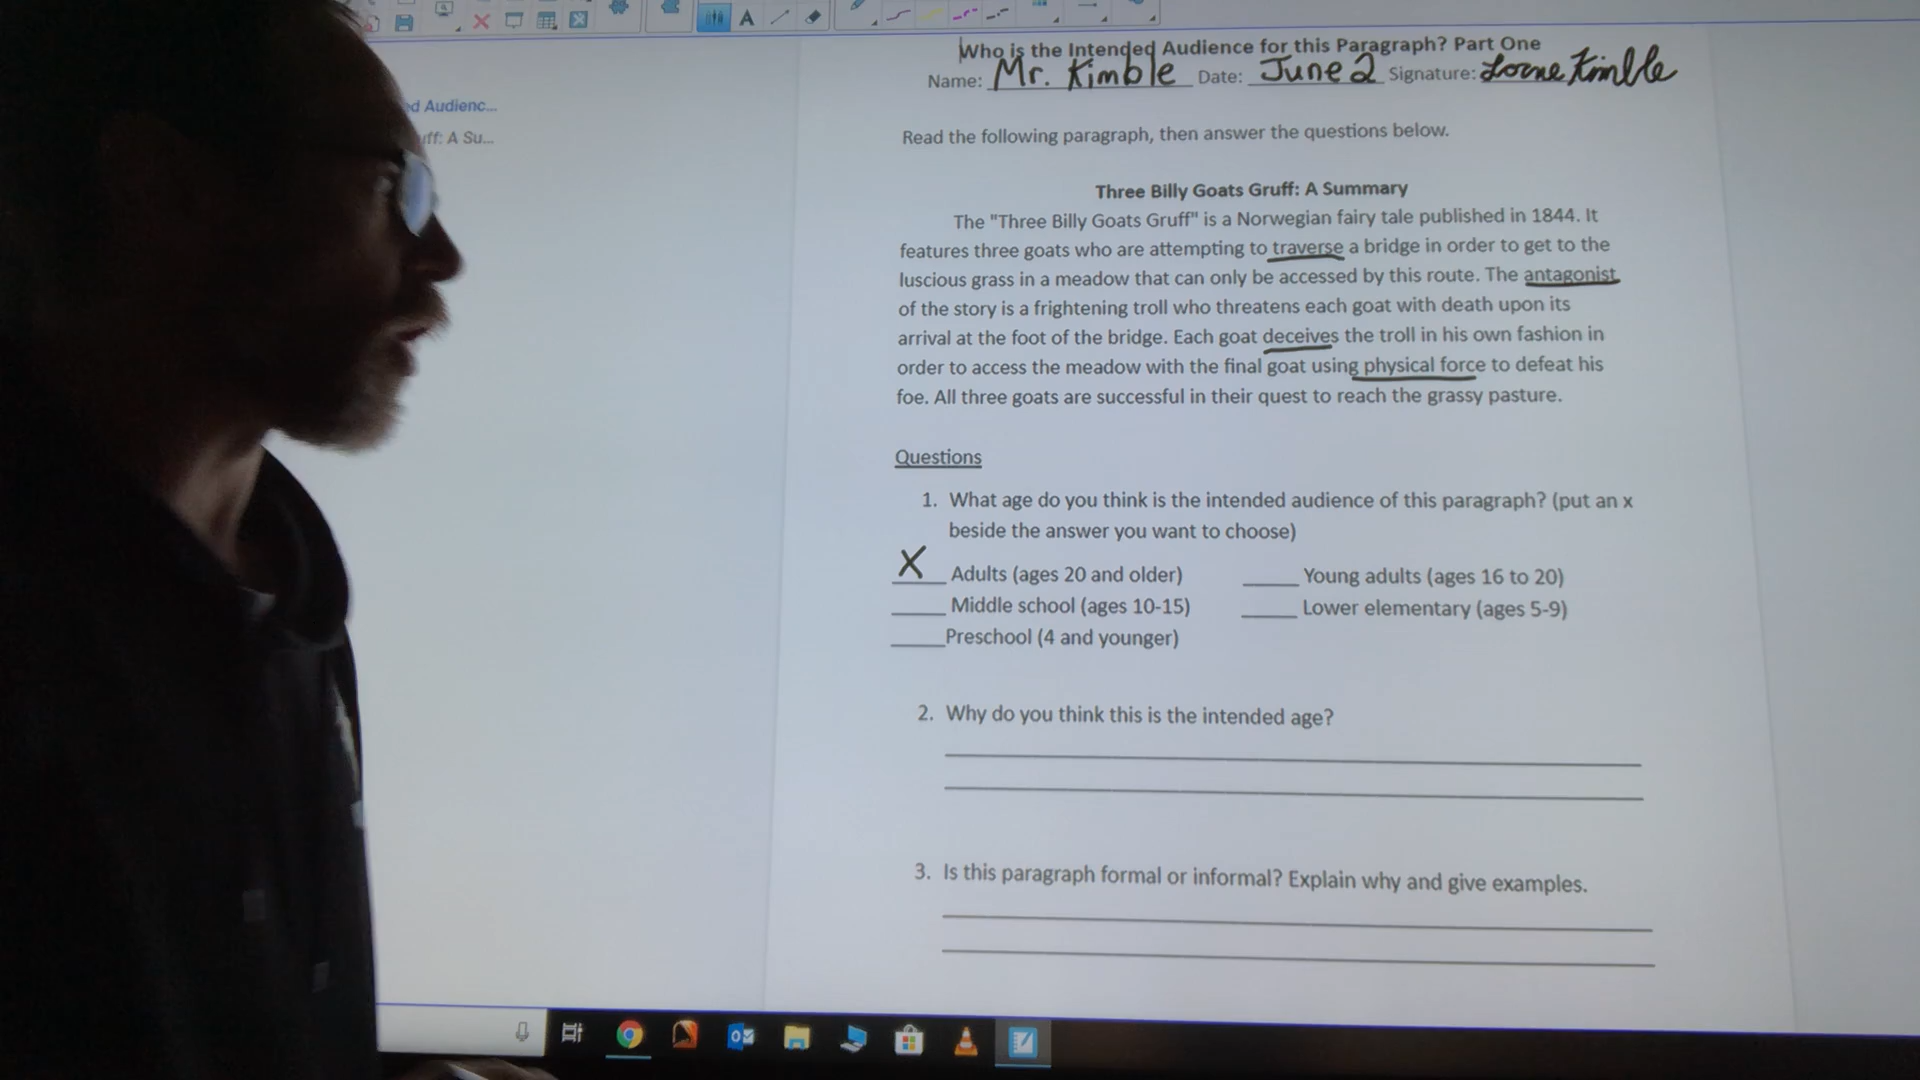 Who is the Intended Audience for this Paragraph? Part One
Name: Mr. Kimble Date: June 2 Signature: Lorne Kimble
ed Audienc...
uff: A Su...
Read the following paragraph, then answer the questions below.
Three Billy Goats Gruff: A Summary
The "Three Billy Goats Gruff" is a Norwegian fairy tale published in 1844. It
features three goats who are attempting to traverse a bridge in order to get to the
luscious grass in a meadow that can only be accessed by this route. The antagonist
of the story is a frightening troll who threatens each goat with death upon its
arrival at the foot of the bridge. Each goat deceives the troll in his own fashion in
order to access the meadow with the final goat using physical force to defeat his
foe. All three goats are successful in their quest to reach the grassy pasture.
Questions
1. What age do you think is the intended audience of this paragraph? (put an x
beside the answer you want to choose)
X Adults (ages 20 and older) Young adults (ages 16 to 20)
Middle school (ages 10-15) Lower elementary (ages 5-9)
Preschool (4 and younger)
2. Why do you think this is the intended age?
3. Is this paragraph formal or informal? Explain why and give examples.